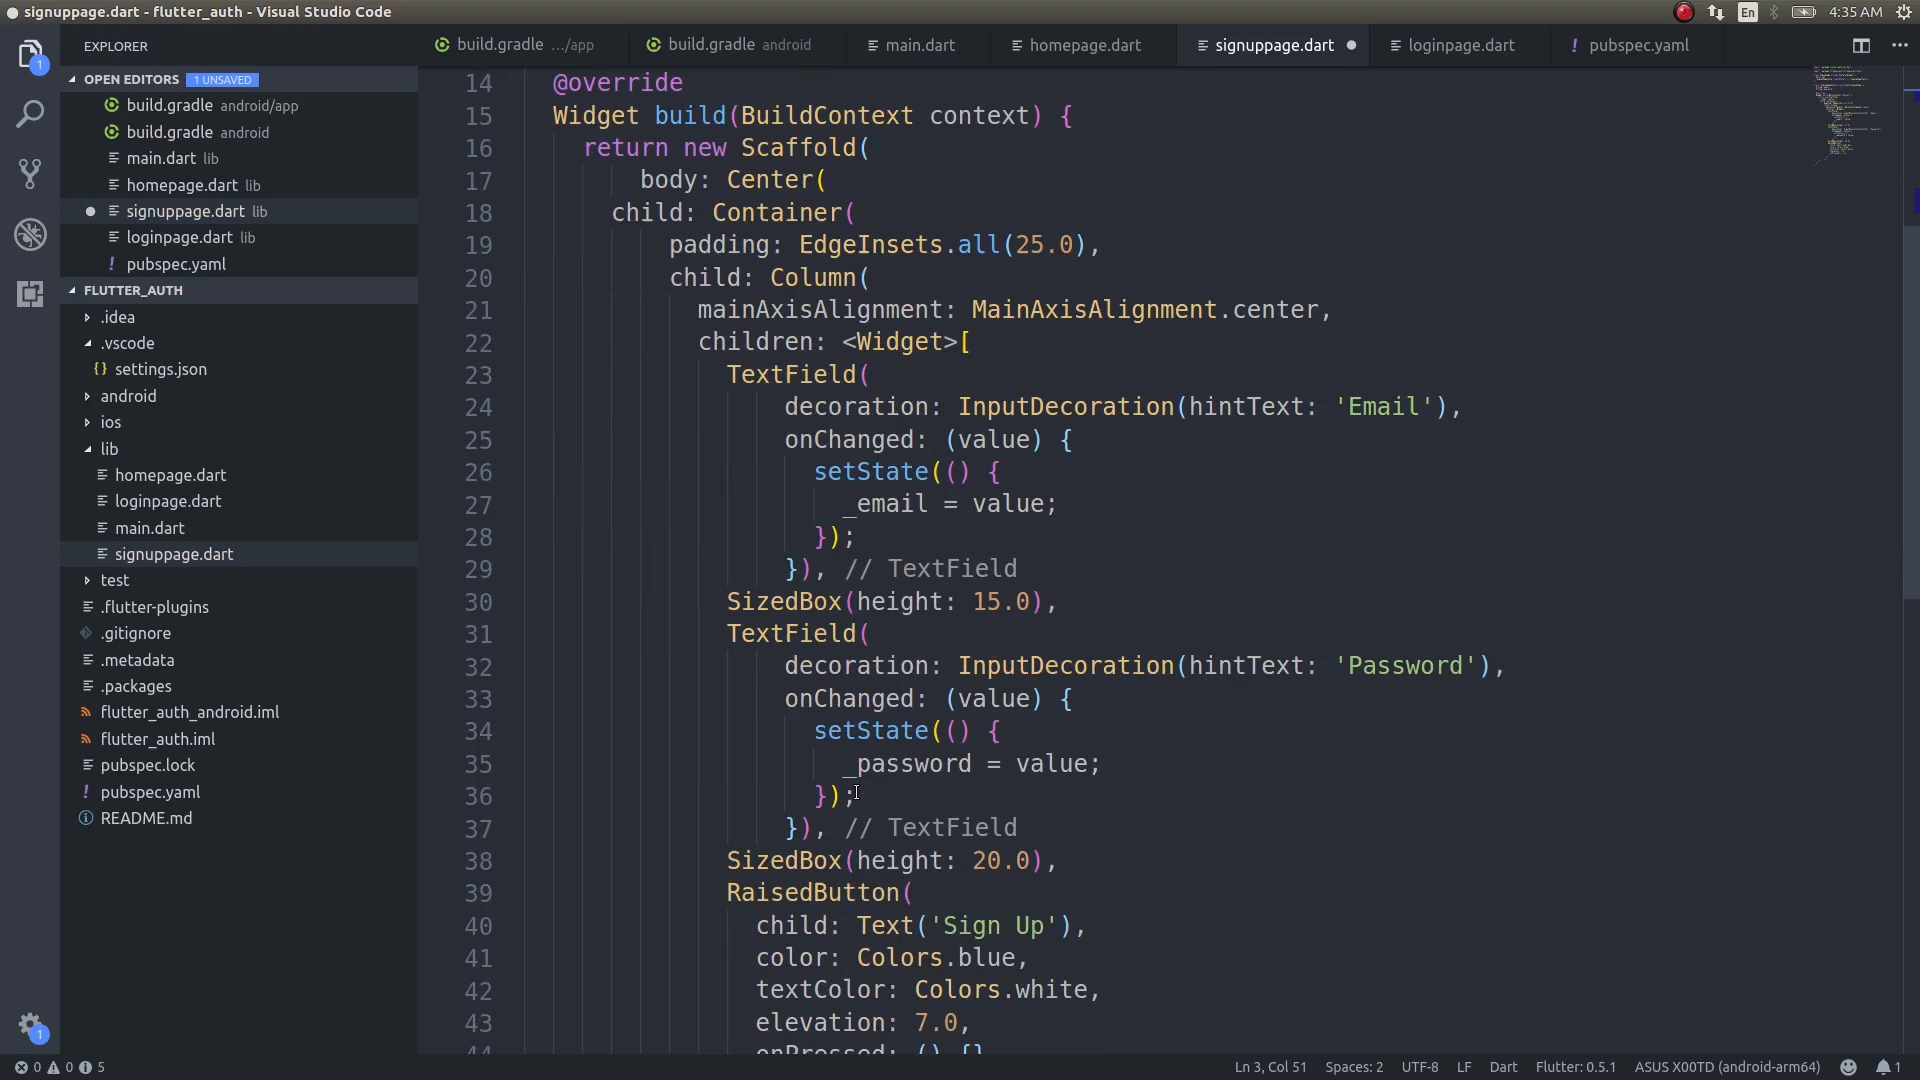 signuppage.dart - flutter_auth - Visual Studio Code
En
4:35 AM
EXPLORER
OPEN EDITORS 1 UNSAVED
build.gradle android/app
build.gradle android
main.dart lib
homepage.dart lib
signuppage.dart lib
loginpage.dart lib
! pubspec.yaml
FLUTTER_AUTH
.idea
.vscode
{} settings.json
android
ios
lib
homepage.dart
loginpage.dart
main.dart
signuppage.dart
test
.flutter-plugins
.gitignore
.metadata
.packages
flutter_auth_android.iml
flutter_auth.iml
pubspec.lock
! pubspec.yaml
README.md
1
1
build.gradle .../app
build.gradle android
main.dart
homepage.dart
signuppage.dart
loginpage.dart
! pubspec.yaml
14 @override
15 Widget build(BuildContext context) {
16 return new Scaffold(
17 body: Center(
18 child: Container(
19 padding: EdgeInsets.all(25.0),
20 child: Column(
21 mainAxisAlignment: MainAxisAlignment.center,
22 children: <Widget>[
23 TextField(
24 decoration: InputDecoration(hintText: 'Email'),
25 onChanged: (value) {
26 setState(() {
27 _email = value;
28 });
29 }), // TextField
30 SizedBox(height: 15.0),
31 TextField(
32 decoration: InputDecoration(hintText: 'Password'),
33 onChanged: (value) {
34 setState(() {
35 _password = value;
36 });
37 }), // TextField
38 SizedBox(height: 20.0),
39 RaisedButton(
40 child: Text('Sign Up'),
41 color: Colors.blue,
42 textColor: Colors.white,
43 elevation: 7.0,
44 onPressed: () {}
0 0 5
Ln 3, Col 51
Spaces: 2
UTF-8
LF
Dart
Flutter: 0.5.1
ASUS X00TD (android-arm64)
1